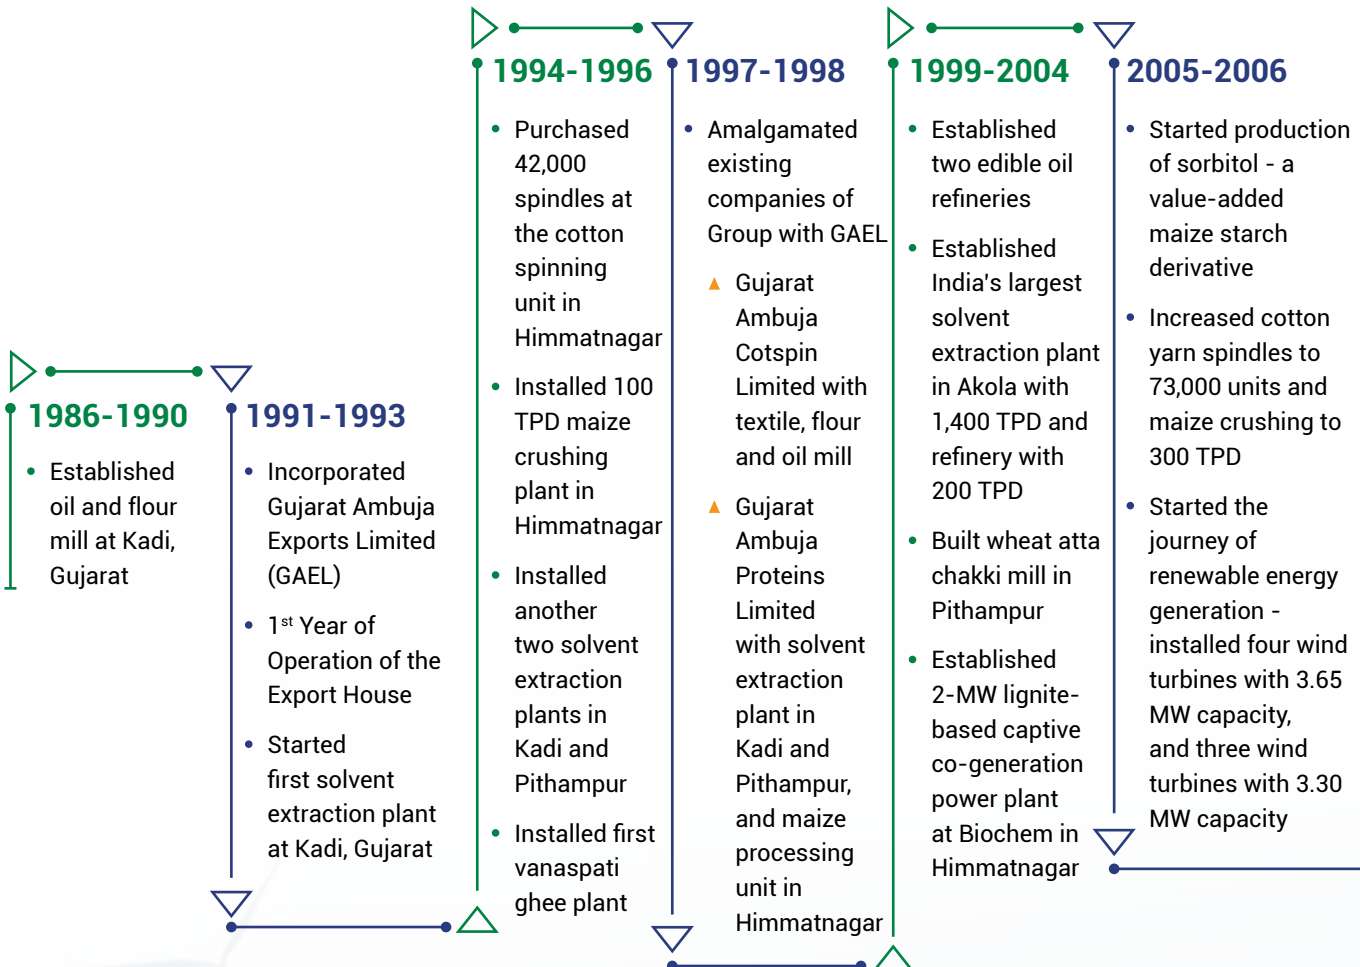 1986-1990
• Established
oil and flour
mill at Kadi,
Gujarat
1991-1993
• Incorporated
Gujarat Ambuja
Exports Limited
(GAEL)
• 1st Year of
Operation of the
Export House
• Started
first solvent
extraction plant
at Kadi, Gujarat
1994-1996
• Purchased
42,000
spindles at
the cotton
spinning
unit in
Himmatnagar
• Installed 100
TPD maize
crushing
plant in
Himmatnagar
• Installed
another
two solvent
extraction
plants in
Kadi and
Pithampur
• Installed first
vanaspati
ghee plant
1997-1998
• Amalgamated
existing
companies of
Group with GAEL
▲ Gujarat
Ambuja
Cotspin
Limited with
textile, flour
and oil mill
▲ Gujarat
Ambuja
Proteins
Limited
with solvent
extraction
plant in
Kadi and
Pithampur,
and maize
processing
unit in
Himmatnagar
1999-2004
• Established
two edible oil
refineries
• Established
India's largest
solvent
extraction plant
in Akola with
1,400 TPD and
refinery with
200 TPD
• Built wheat atta
chakki mill in
Pithampur
• Established
2-MW lignite-
based captive
co-generation
power plant
at Biochem in
Himmatnagar
2005-2006
• Started production
of sorbitol - a
value-added
maize starch
derivative
• Increased cotton
yarn spindles to
73,000 units and
maize crushing to
300 TPD
• Started the
journey of
renewable energy
generation -
installed four wind
turbines with 3.65
MW capacity,
and three wind
turbines with 3.30
MW capacity